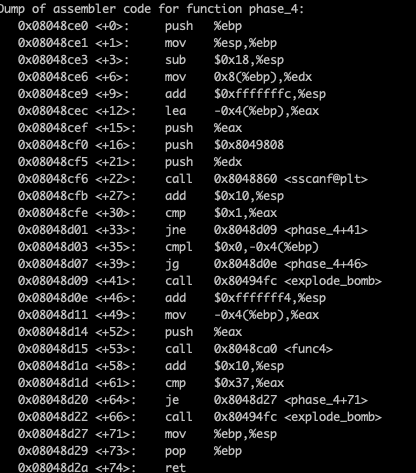 Dump of assembler code for function phase_4:
0x08048ce0 <+0>: push %ebp
0x08048ce1 <+1>: mov %esp,%ebp
0x08048ce3 <+3>: sub $0x18,%esp
0x08048ce6 <+6>: mov 0x8(%ebp),%edx
0x08048ce9 <+9>: add $0xfffffffc,%esp
0x08048cec <+12>: lea -0x4(%ebp),%eax
0x08048cef <+15>: push %eax
0x08048cf0 <+16>: push $0x8049808
0x08048cf5 <+21>: push %edx
0x08048cf6 <+22>: call 0x8048860 <sscanf@plt>
0x08048cfb <+27>: add $0x10,%esp
0x08048cfe <+30>: cmp $0x1,%eax
0x08048d01 <+33>: jne 0x8048d09 <phase_4+41>
0x08048d03 <+35>: cmpl $0x0,-0x4(%ebp)
0x08048d07 <+39>: jg 0x8048d0e <phase_4+46>
0x08048d09 <+41>: call 0x80494fc <explode_bomb>
0x08048d0e <+46>: add $0xfffffff4,%esp
0x08048d11 <+49>: mov -0x4(%ebp),%eax
0x08048d14 <+52>: push %eax
0x08048d15 <+53>: call 0x8048ca0 <func4>
0x08048d1a <+58>: add $0x10,%esp
0x08048d1d <+61>: cmp $0x37,%eax
0x08048d20 <+64>: je 0x8048d27 <phase_4+71>
0x08048d22 <+66>: call 0x80494fc <explode_bomb>
0x08048d27 <+71>: mov %ebp,%esp
0x08048d29 <+73>: pop %ebp
0x08048d2a <+74>: ret